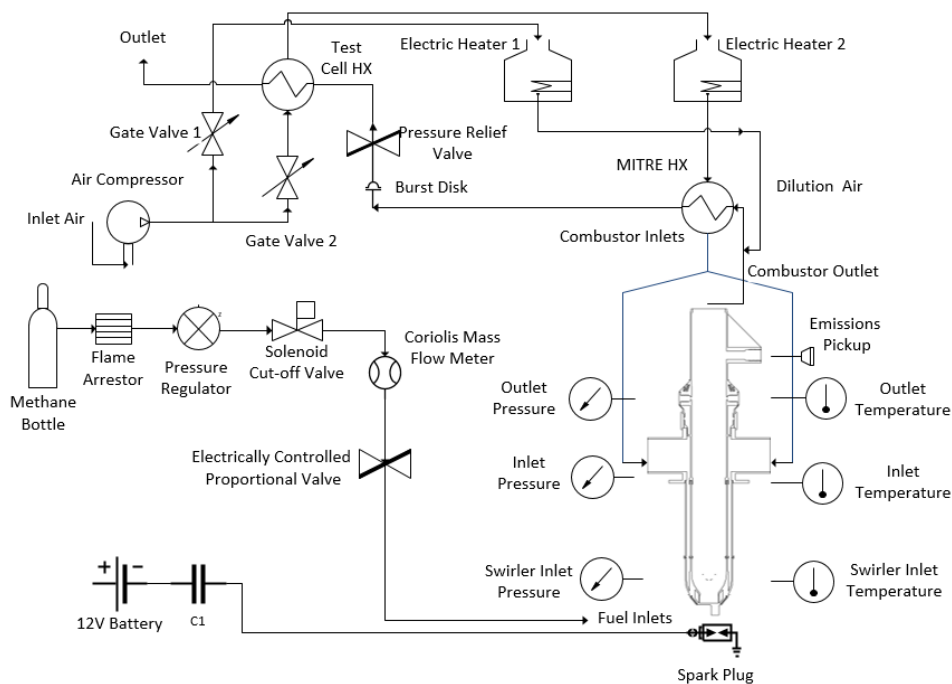 Outlet
Test
Cell HX
Electric Heater 1
Electric Heater 2
Gate Valve 1
Pressure Relief
Valve
MITRE HX
Air Compressor
Burst Disk
Dilution Air
Inlet Air
Gate Valve 2
Combustor Inlets
Combustor Outlet
z
Flame
Arrestor
Pressure
Regulator
Solenoid
Cut-off Valve
Coriolis Mass
Flow Meter
Emissions
Pickup
Methane
Bottle
Outlet
Pressure
Outlet
Temperature
Electrically Controlled
Proportional Valve
Inlet
Pressure
Inlet
Temperature
+ −
12V Battery
C1
Swirler Inlet
Pressure
Swirler Inlet
Temperature
Fuel Inlets
Spark Plug